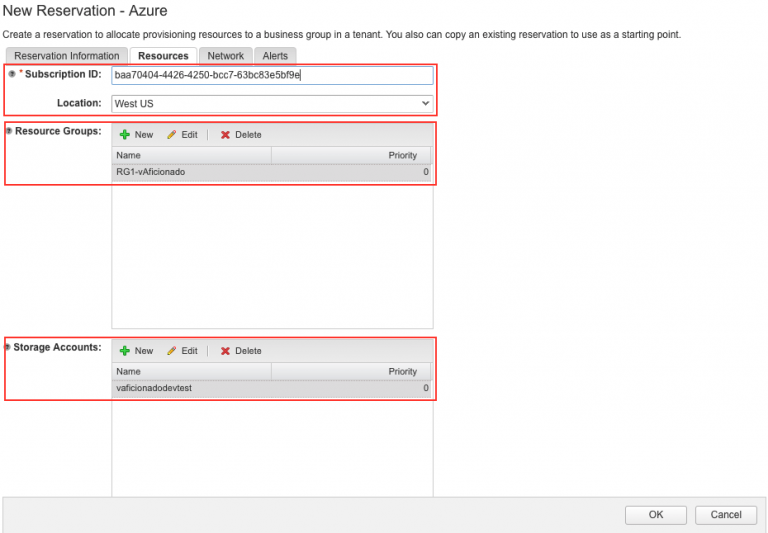 New Reservation - Azure
Create a reservation to allocate provisioning resources to a business group in a tenant. You also can copy an existing reservation to use as a starting point.
Reservation Information Resources Network Alerts
* Subscription ID: baa70404-4426-4250-bcc7-63bc83e5bf9e
Location: West US
Resource Groups: New Edit Delete
Name Priority
RG1-vAficionado 0
Storage Accounts: New Edit Delete
Name Priority
vaficionadodevtest 0
OK Cancel